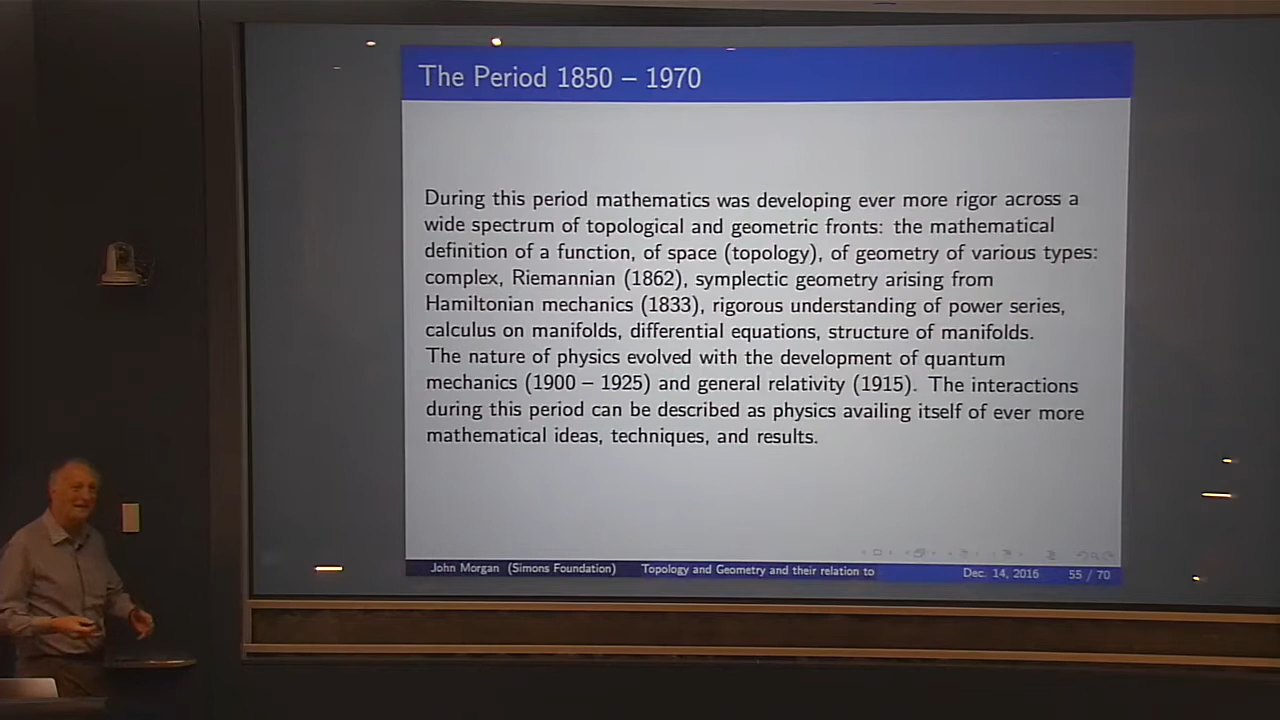 The Period 1850 – 1970
During this period mathematics was developing ever more rigor across a
wide spectrum of topological and geometric fronts: the mathematical
definition of a function, of space (topology), of geometry of various types:
complex, Riemannian (1862), symplectic geometry arising from
Hamiltonian mechanics (1833), rigorous understanding of power series,
calculus on manifolds, differential equations, structure of manifolds.
The nature of physics evolved with the development of quantum
mechanics (1900 – 1925) and general relativity (1915). The interactions
during this period can be described as physics availing itself of ever more
mathematical ideas, techniques, and results.
John Morgan (Simons Foundation) Topology and Geometry and their relation to Dec. 14, 2016 55 / 70